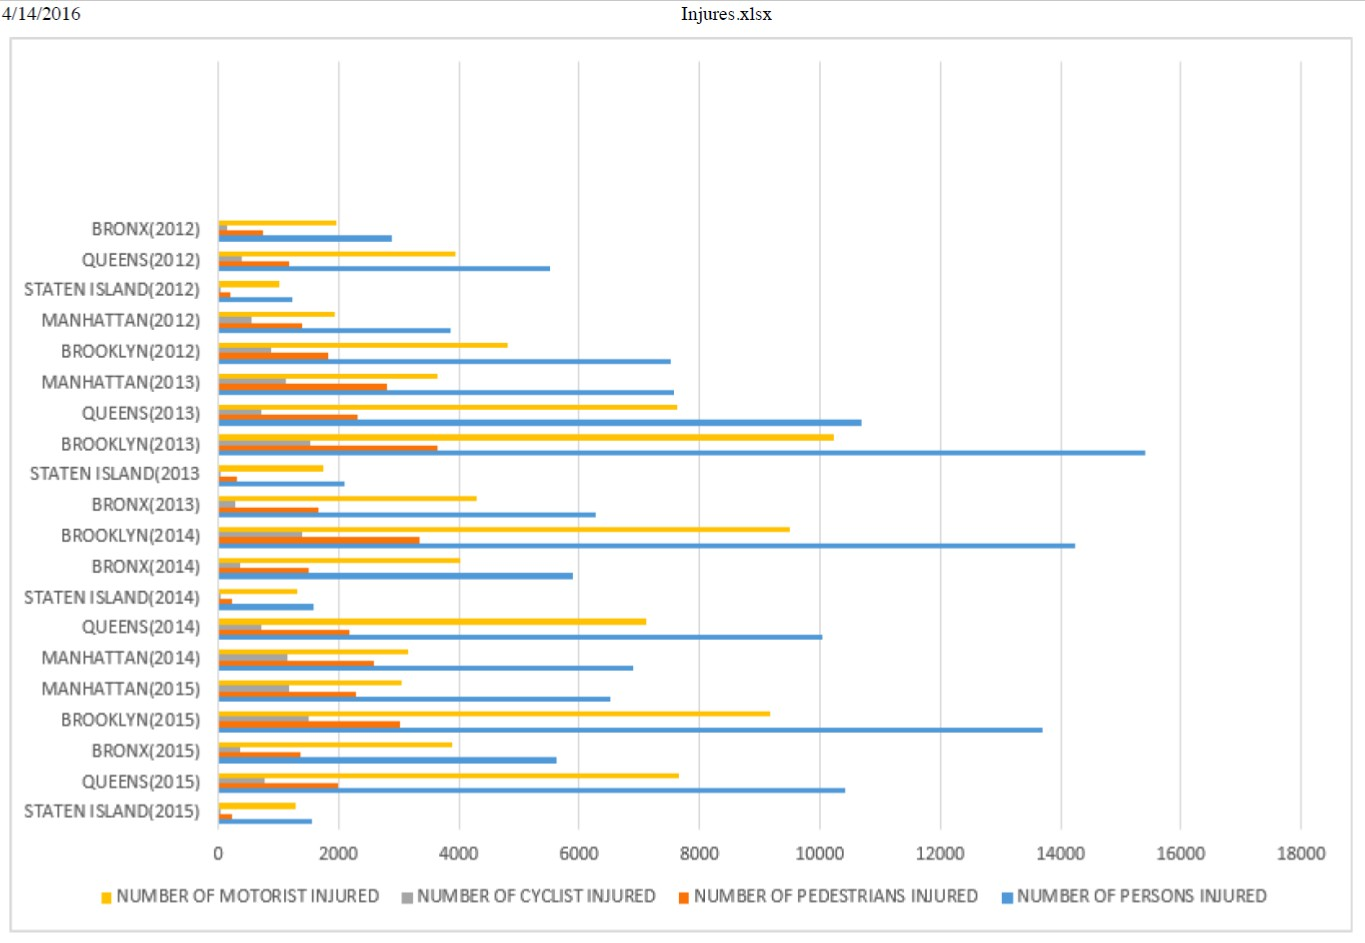 4/14/2016 Injures.xlsx
BRONX(2012)
QUEENS(2012)
STATEN ISLAND(2012)
MANHATTAN(2012)
BROOKLYN(2012)
MANHATTAN(2013)
QUEENS(2013)
BROOKLYN(2013)
STATEN ISLAND(2013
BRONX(2013)
BROOKLYN(2014)
BRONX(2014)
STATEN ISLAND(2014)
QUEENS(2014)
MANHATTAN(2014)
MANHATTAN(2015)
BROOKLYN(2015)
BRONX(2015)
QUEENS(2015)
STATEN ISLAND(2015)
0 2000 4000 6000 8000 10000 12000 14000 16000 18000
NUMBER OF MOTORIST INJURED NUMBER OF CYCLIST INJURED NUMBER OF PEDESTRIANS INJURED NUMBER OF PERSONS INJURED